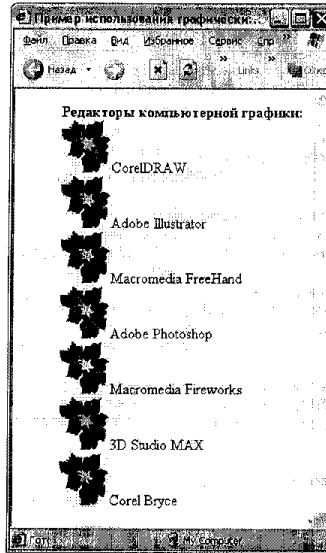 Пример использования графически:..
Файл Правка Вид Избранное Сервис Спр »
Назад » » Links
Редакторы компьютерной графики:
CorelDRAW
Adobe Illustrator
Macromedia FreeHand
Adobe Photoshop
Macromedia Fireworks
3D Studio MAX
Corel Bryce
My Computer